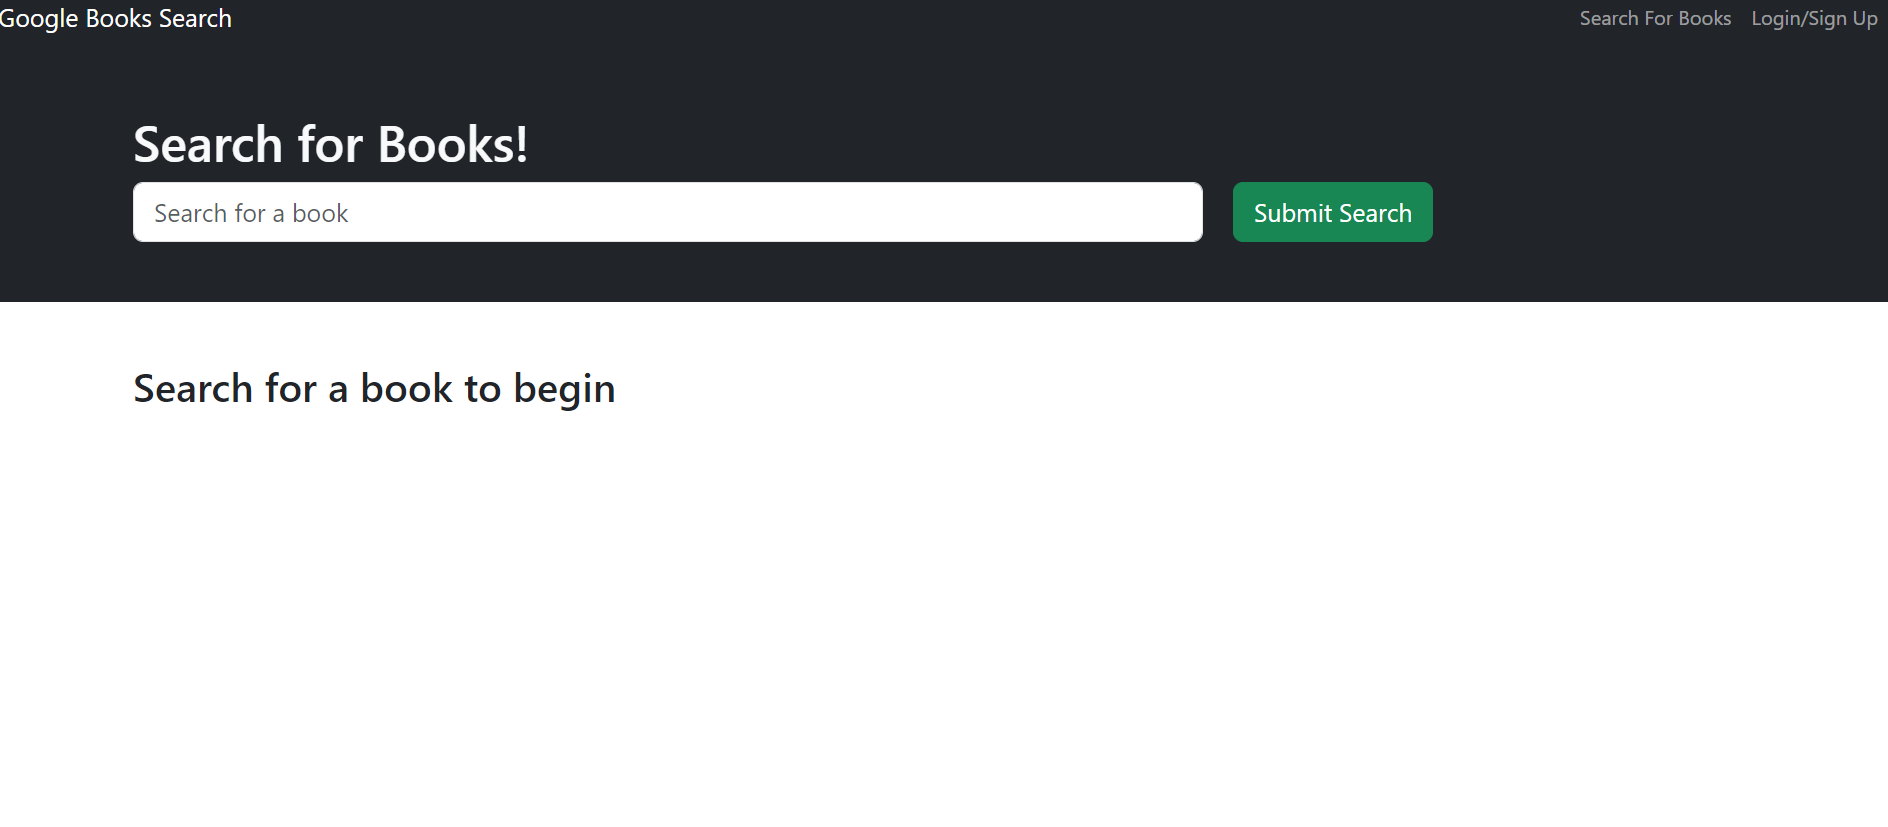 Google Books Search
Search For Books
Login/Sign Up
Search for Books!
Search for a book
Submit Search
Search for a book to begin